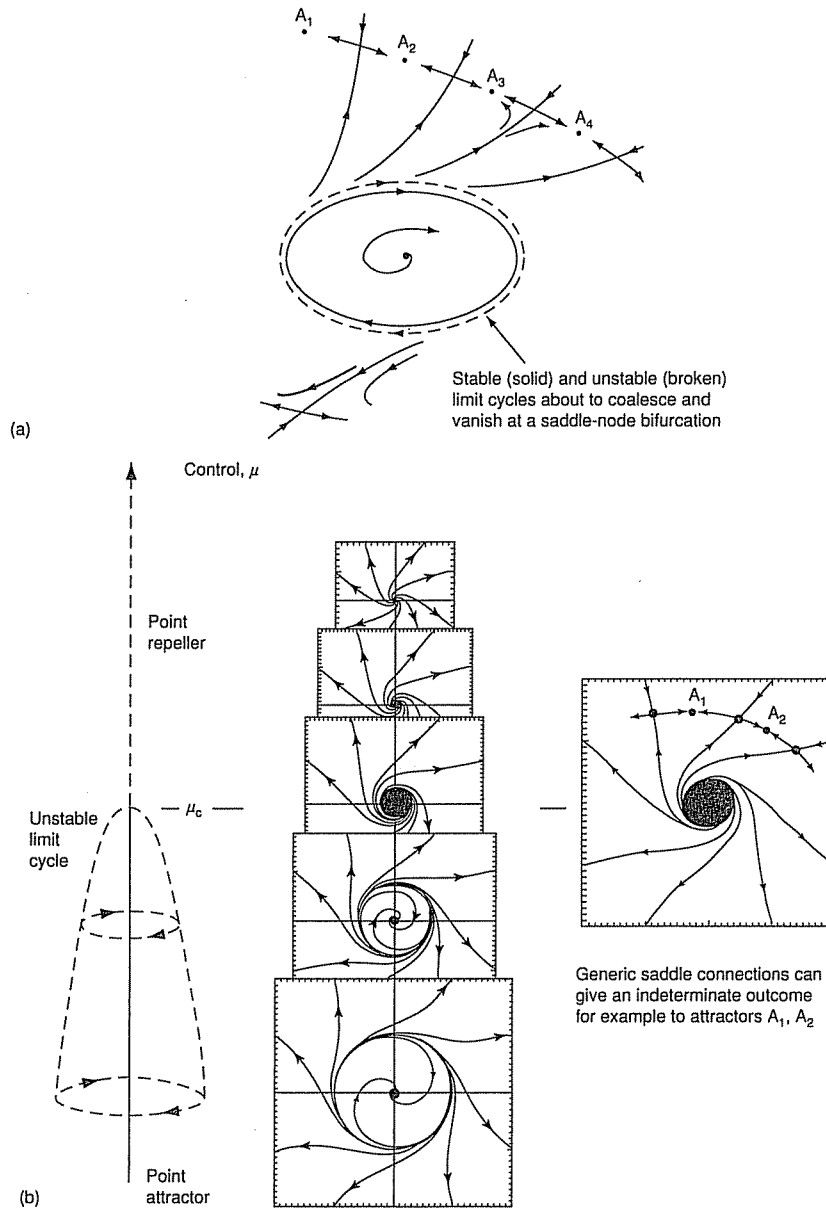 A₁
A₂
A₃
A₄
Stable (solid) and unstable (broken)
limit cycles about to coalesce and
vanish at a saddle-node bifurcation
(a)
Control, μ
Point
repeller
Unstable
limit
cycle
μc
A₁
A₂
Generic saddle connections can
give an indeterminate outcome
for example to attractors A₁, A₂
Point
attractor
(b)